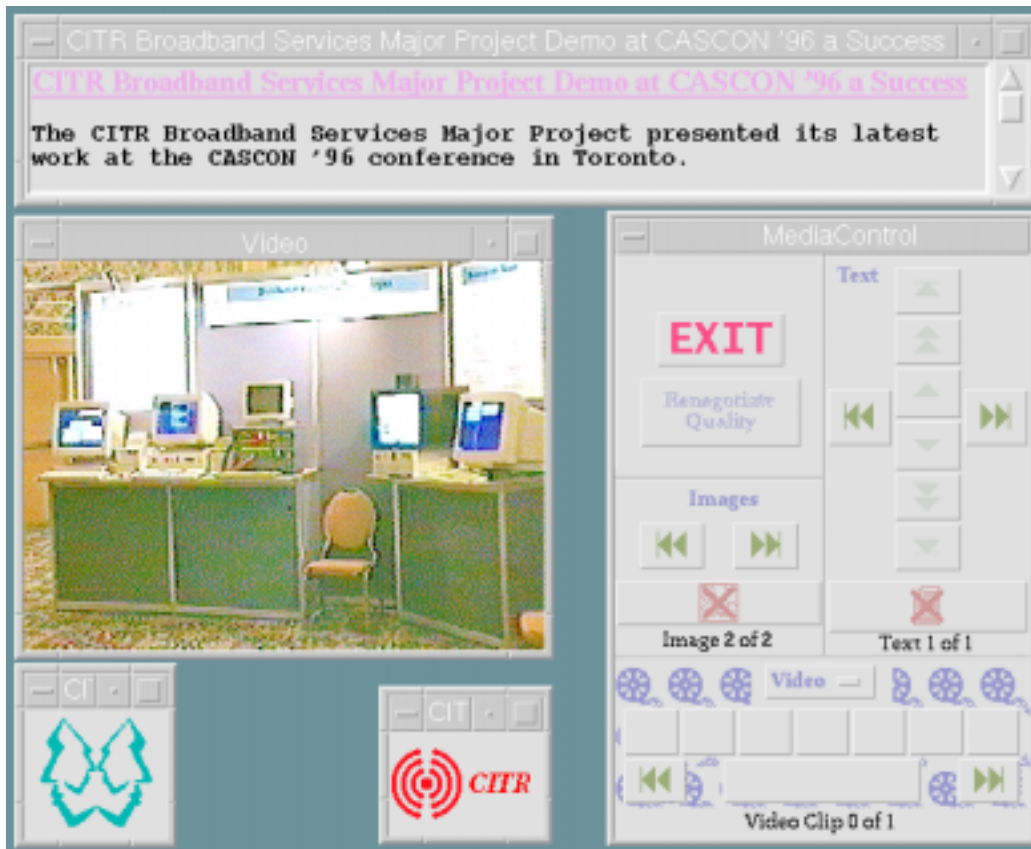 CITR Broadband Services Major Project Demo at CASCON '96 a Success
CITR Broadband Services Major Project Demo at CASCON '96 a Success
The CITR Broadband Services Major Project presented its latest
work at the CASCON '96 conference in Toronto.
Video
MediaControl
Text
EXIT
Renegotiate
Quality
Images
Image 2 of 2
Text 1 of 1
Video
Video Clip 0 of 1
CIT
CITR